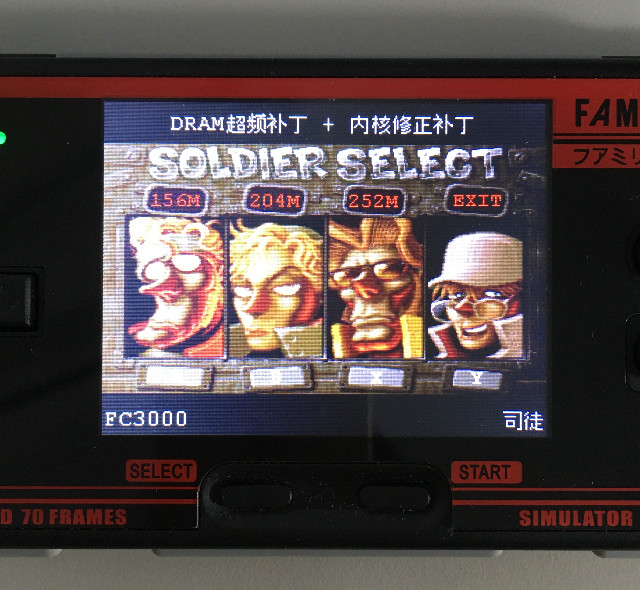 DRAM超频补丁 + 内核修正补丁
FAM
ファミリ
SOLDIER SELECT
156M 204M 252M EXIT
X Y
FC3000 司徒
SELECT START
D 70 FRAMES SIMULATOR